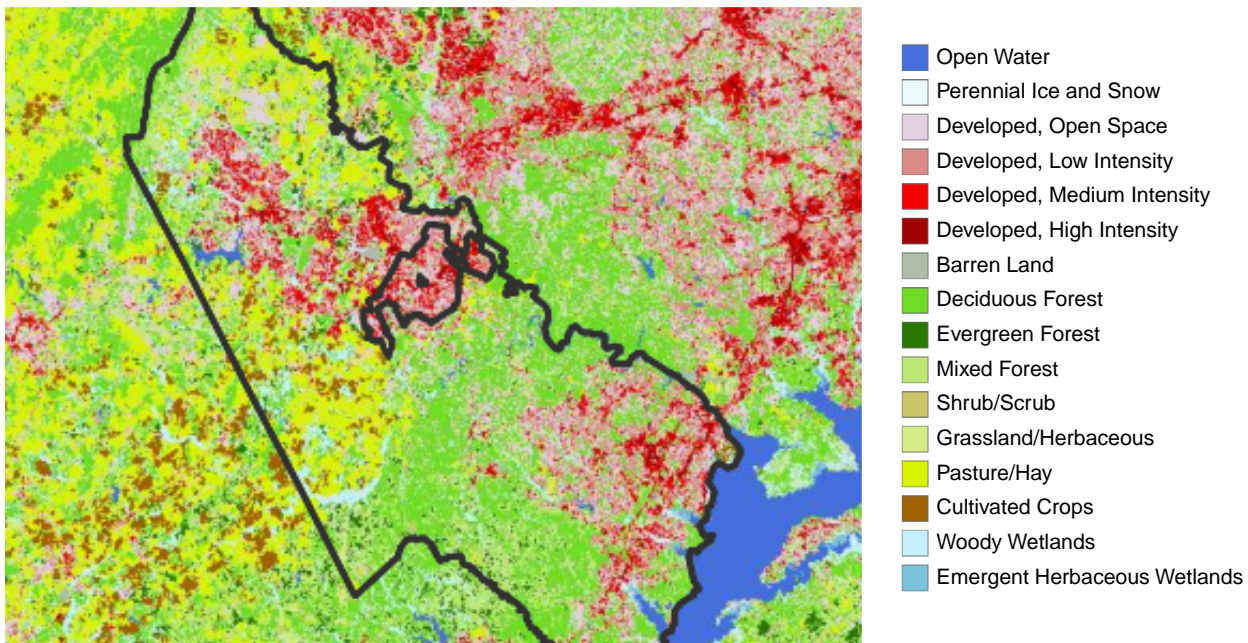 Open Water
Perennial Ice and Snow
Developed, Open Space
Developed, Low Intensity
Developed, Medium Intensity
Developed, High Intensity
Barren Land
Deciduous Forest
Evergreen Forest
Mixed Forest
Shrub/Scrub
Grassland/Herbaceous
Pasture/Hay
Cultivated Crops
Woody Wetlands
Emergent Herbaceous Wetlands